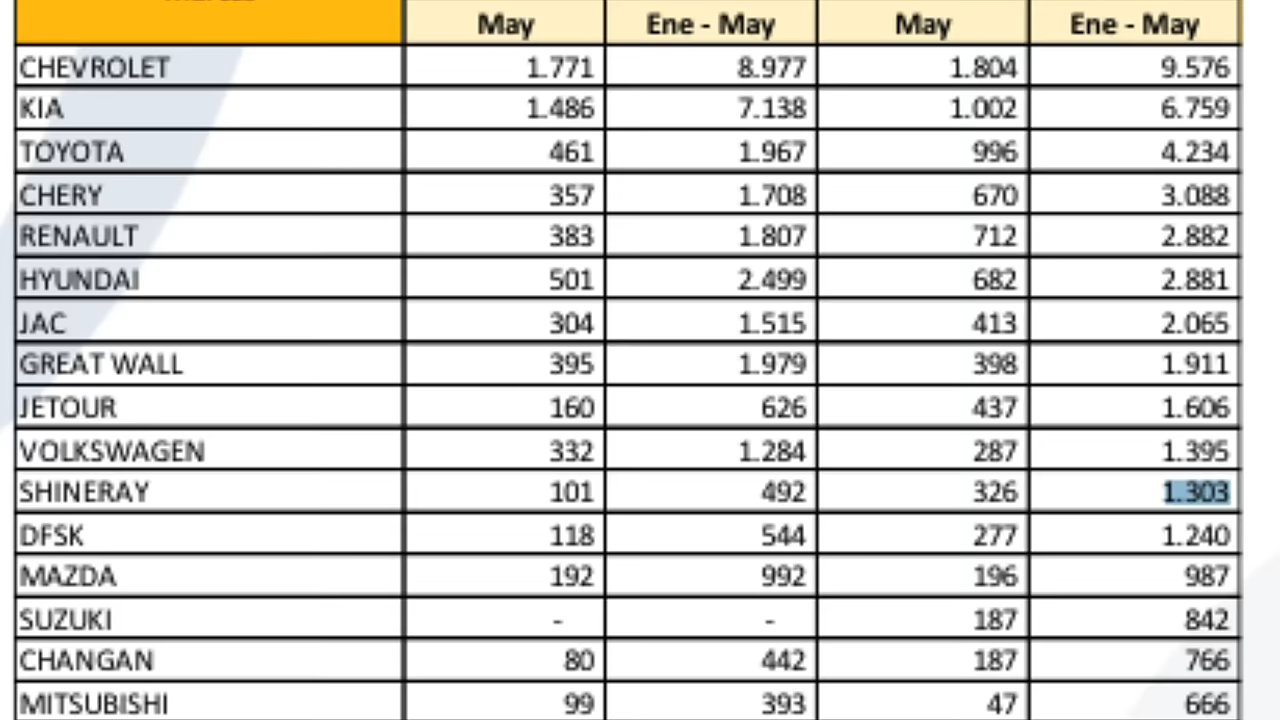 May Ene - May May Ene - May
CHEVROLET 1.771 8.977 1.804 9.576
KIA 1.486 7.138 1.002 6.759
TOYOTA 461 1.967 996 4.234
CHERY 357 1.708 670 3.088
RENAULT 383 1.807 712 2.882
HYUNDAI 501 2.499 682 2.881
JAC 304 1.515 413 2.065
GREAT WALL 395 1.979 398 1.911
JETOUR 160 626 437 1.606
VOLKSWAGEN 332 1.284 287 1.395
SHINERAY 101 492 326 1.303
DFSK 118 544 277 1.240
MAZDA 192 992 196 987
SUZUKI - - 187 842
CHANGAN 80 442 187 766
MITSUBISHI 99 393 47 666